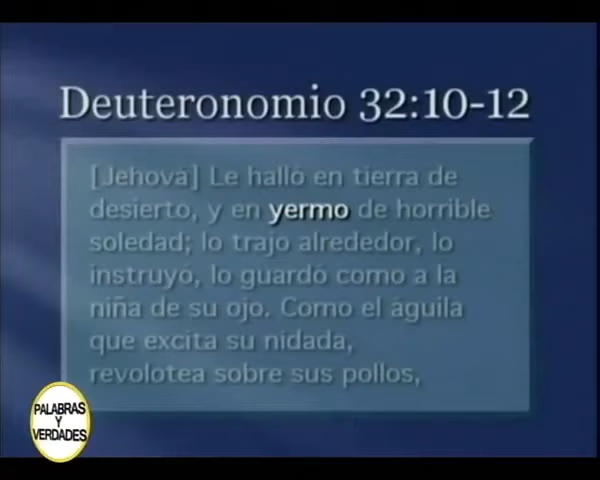 Deuteronomio 32:10-12
[Jehová] Le halló en tierra de
desierto, y en yermo de horrible
soledad; lo trajo alrededor, lo
instruyó, lo guardó como a la
niña de su ojo. Como el águila
que excita su nidada,
revolotea sobre sus pollos,
PALABRAS
Y
VERDADES